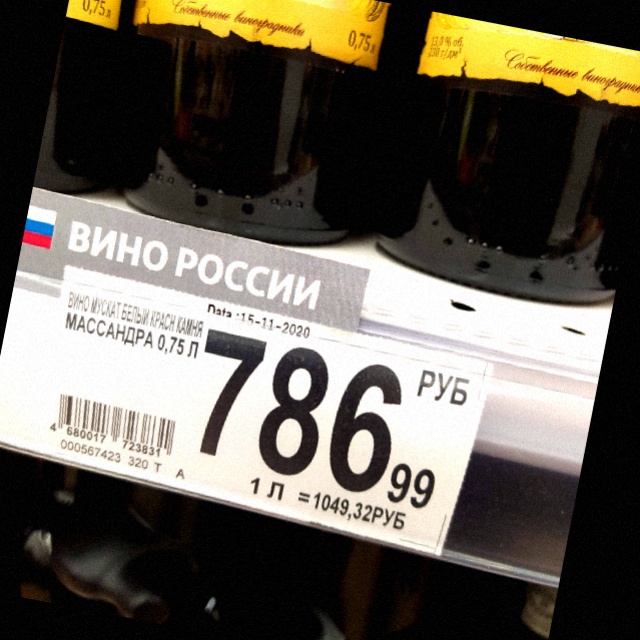 0,75 л
Собственные виноградники
0,75 л
Собственные виноградники
ВИНО РОССИИ
Data :15-11-2020
ВИНО МУСКАТ БЕЛЫЙ КРАСН КАМНЯ
МАССАНДРА 0,75 Л
786 99
РУБ
4 680017 723831
000567423 320 Т А
1 Л =1049,32РУБ